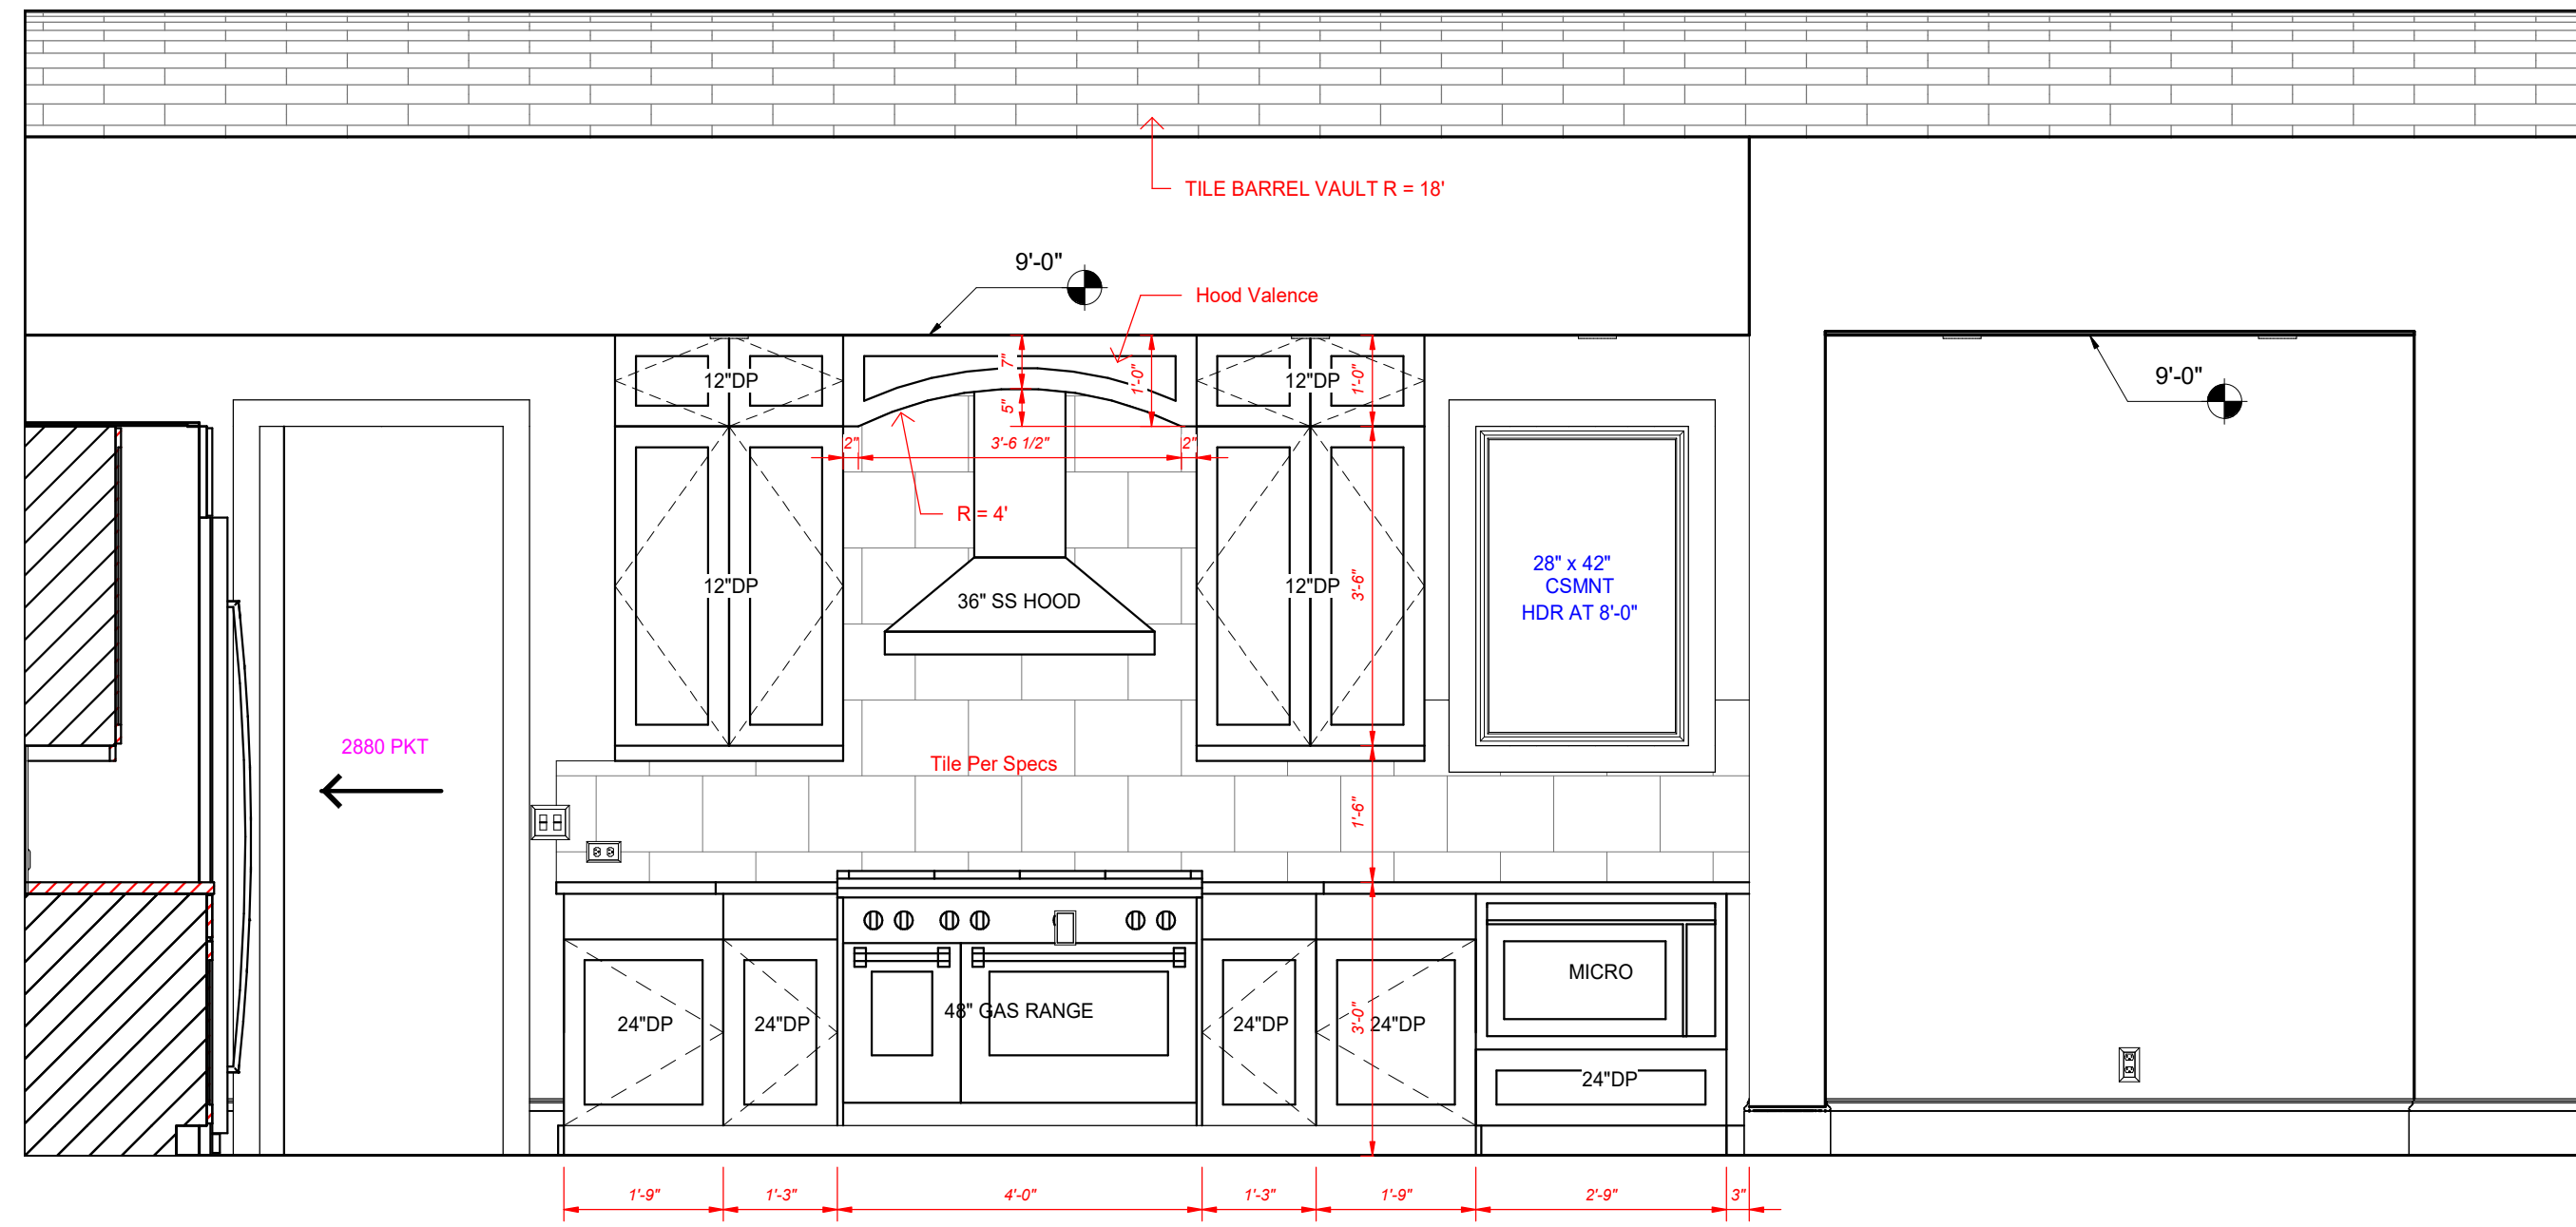 TILE BARREL VAULT R = 18'
9'-0"
Hood Valence
12"DP
7"
1'-0"
12"DP
1'-0"
9'-0"
5"
2"
3'-6 1/2"
2"
R = 4'
28" x 42"
CSMNT
HDR AT 8'-0"
12"DP
36" SS HOOD
12"DP
3'-6"
2880 PKT
Tile Per Specs
1'-6"
MICRO
48" GAS RANGE
24"DP
24"DP
24"DP
3'-0"
24"DP
24"DP
1'-9"
1'-3"
4'-0"
1'-3"
1'-9"
2'-9"
3"